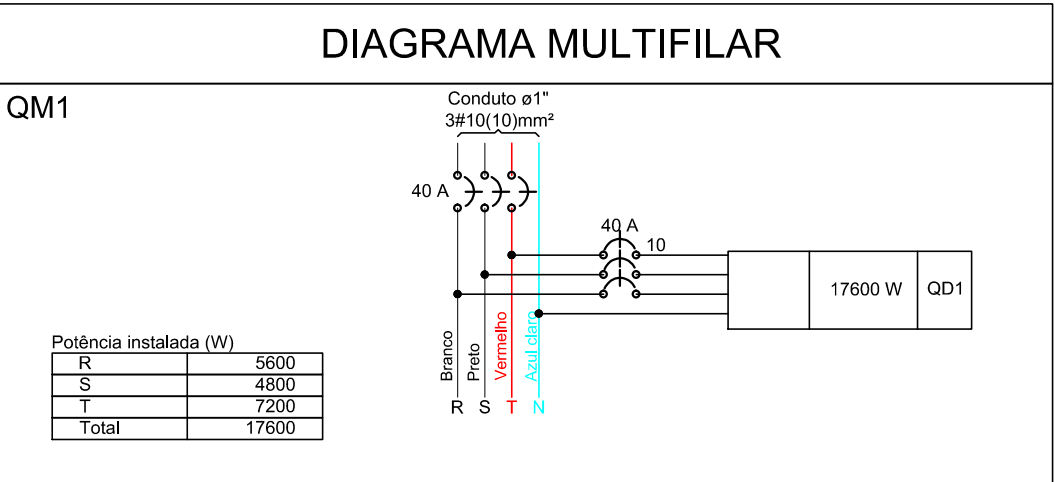 DIAGRAMA MULTIFILAR
QM1
Conduto ø1"
3#10(10)mm²
40 A
40 A
10
17600 W
QD1
Potência instalada (W)
R 5600
S 4800
T 7200
Total 17600
Branco
Preto
Vermelho
Azul claro
R S T N